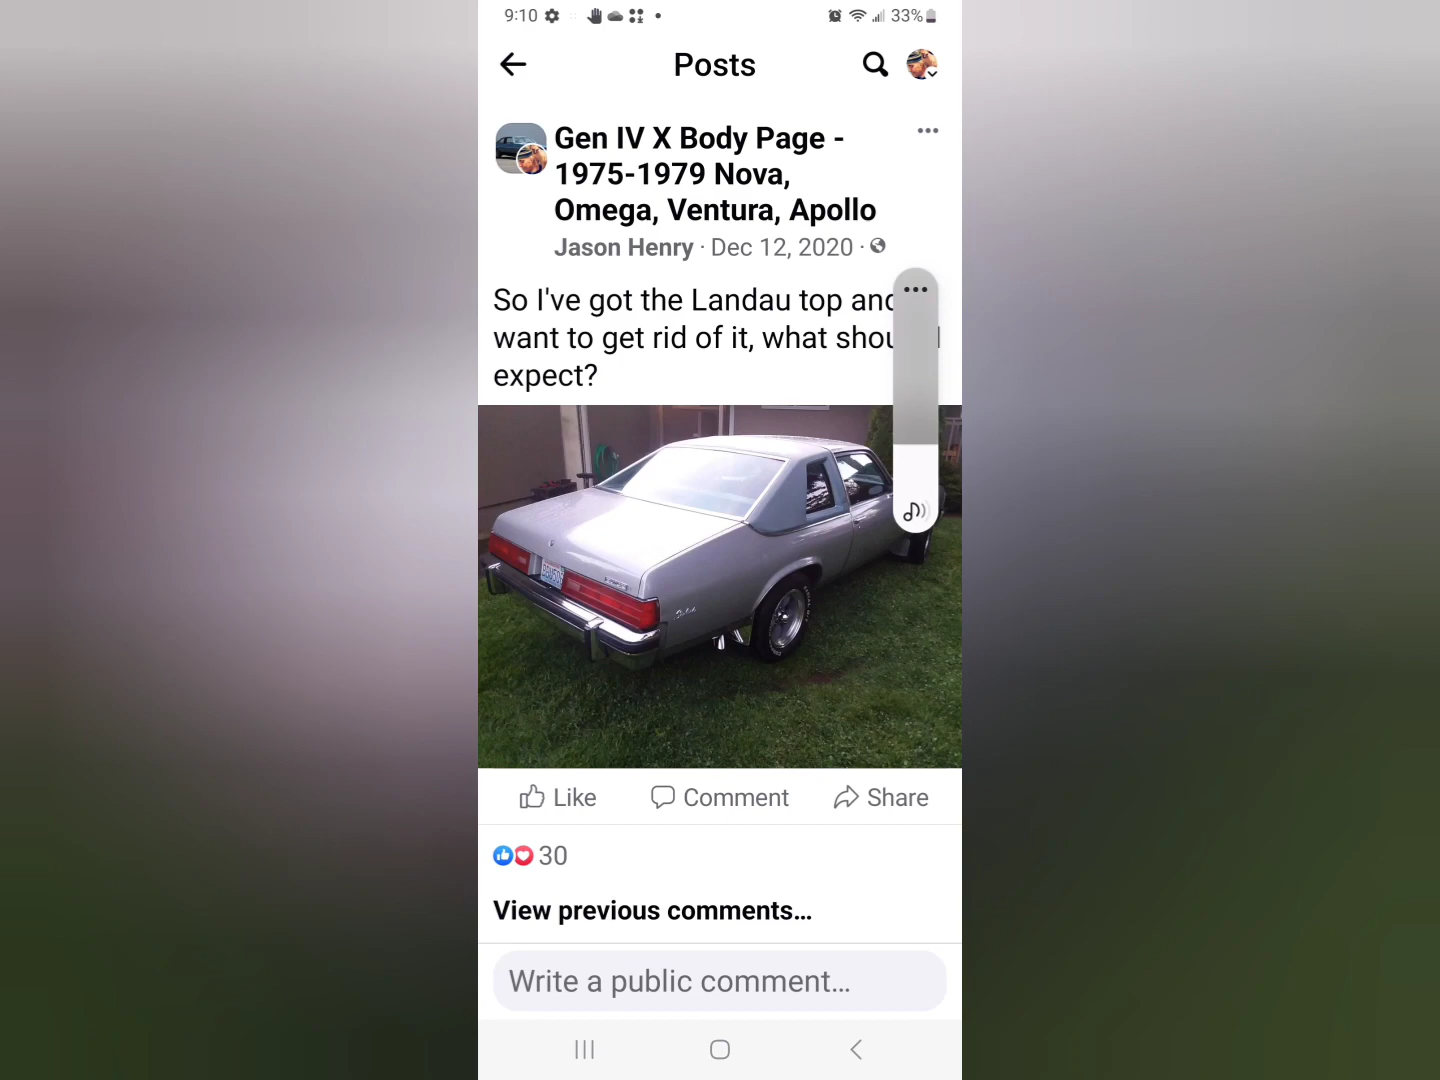 9:10
33%
Posts
Gen IV X Body Page -
1975-1979 Nova,
Omega, Ventura, Apollo
Jason Henry · Dec 12, 2020 ·
So I've got the Landau top and
want to get rid of it, what I
expect?
Like
Comment
Share
30
View previous comments...
Write a public comment...